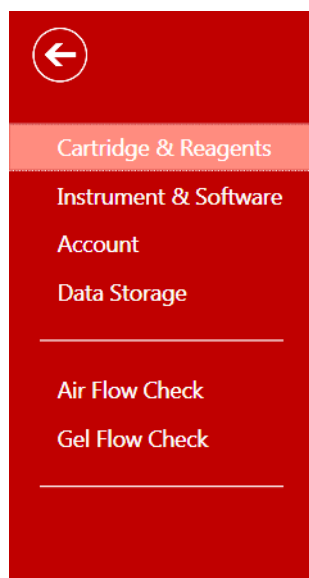 Cartridge & Reagents
Instrument & Software
Account
Data Storage
Air Flow Check
Gel Flow Check